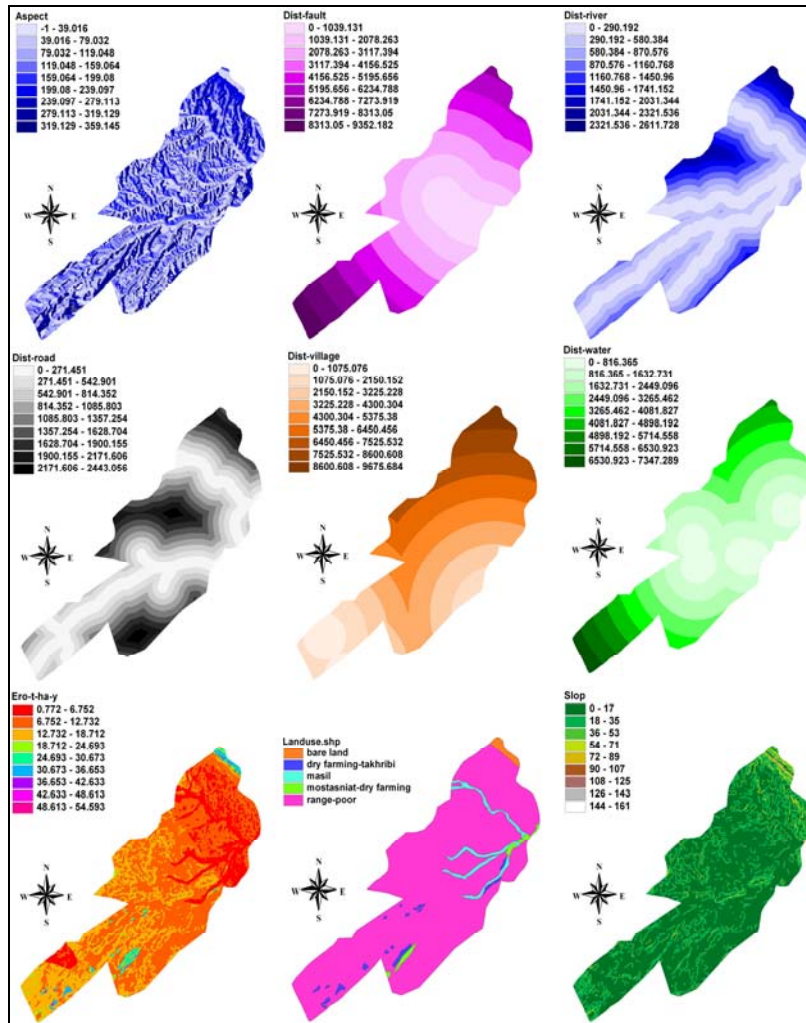 Aspect
-1 - 39.016
39.016 - 79.032
79.032 - 119.048
119.048 - 159.064
159.064 - 199.08
199.08 - 239.097
239.097 - 279.113
279.113 - 319.129
319.129 - 359.145
N
W E
S
Dist-fault
0 - 1039.131
1039.131 - 2078.263
2078.263 - 3117.394
3117.394 - 4156.525
4156.525 - 5195.656
5195.656 - 6234.788
6234.788 - 7273.919
7273.919 - 8313.05
8313.05 - 9352.182
N
W E
S
Dist-river
0 - 290.192
290.192 - 580.384
580.384 - 870.576
870.576 - 1160.768
1160.768 - 1450.96
1450.96 - 1741.152
1741.152 - 2031.344
2031.344 - 2321.536
2321.536 - 2611.728
N
W E
S
Dist-road
0 - 271.451
271.451 - 542.901
542.901 - 814.352
814.352 - 1085.803
1085.803 - 1357.254
1357.254 - 1628.704
1628.704 - 1900.155
1900.155 - 2171.606
2171.606 - 2443.056
N
W E
S
Dist-village
0 - 1075.076
1075.076 - 2150.152
2150.152 - 3225.228
3225.228 - 4300.304
4300.304 - 5375.38
5375.38 - 6450.456
6450.456 - 7525.532
7525.532 - 8600.608
8600.608 - 9675.684
N
W E
S
Dist-water
0 - 816.365
816.365 - 1632.731
1632.731 - 2449.096
2449.096 - 3265.462
3265.462 - 4081.827
4081.827 - 4898.192
4898.192 - 5714.558
5714.558 - 6530.923
6530.923 - 7347.289
N
W E
S
Ero-t-ha-y
0.772 - 6.752
6.752 - 12.732
12.732 - 18.712
18.712 - 24.693
24.693 - 30.673
30.673 - 36.653
36.653 - 42.633
42.633 - 48.613
48.613 - 54.593
N
W E
S
Landuse.shp
bare land
dry farming-takhribi
masil
mostasniat-dry farming
range-poor
N
W E
S
Slop
0 - 17
18 - 35
36 - 53
54 - 71
72 - 89
90 - 107
108 - 125
126 - 143
144 - 161
N
W E
S